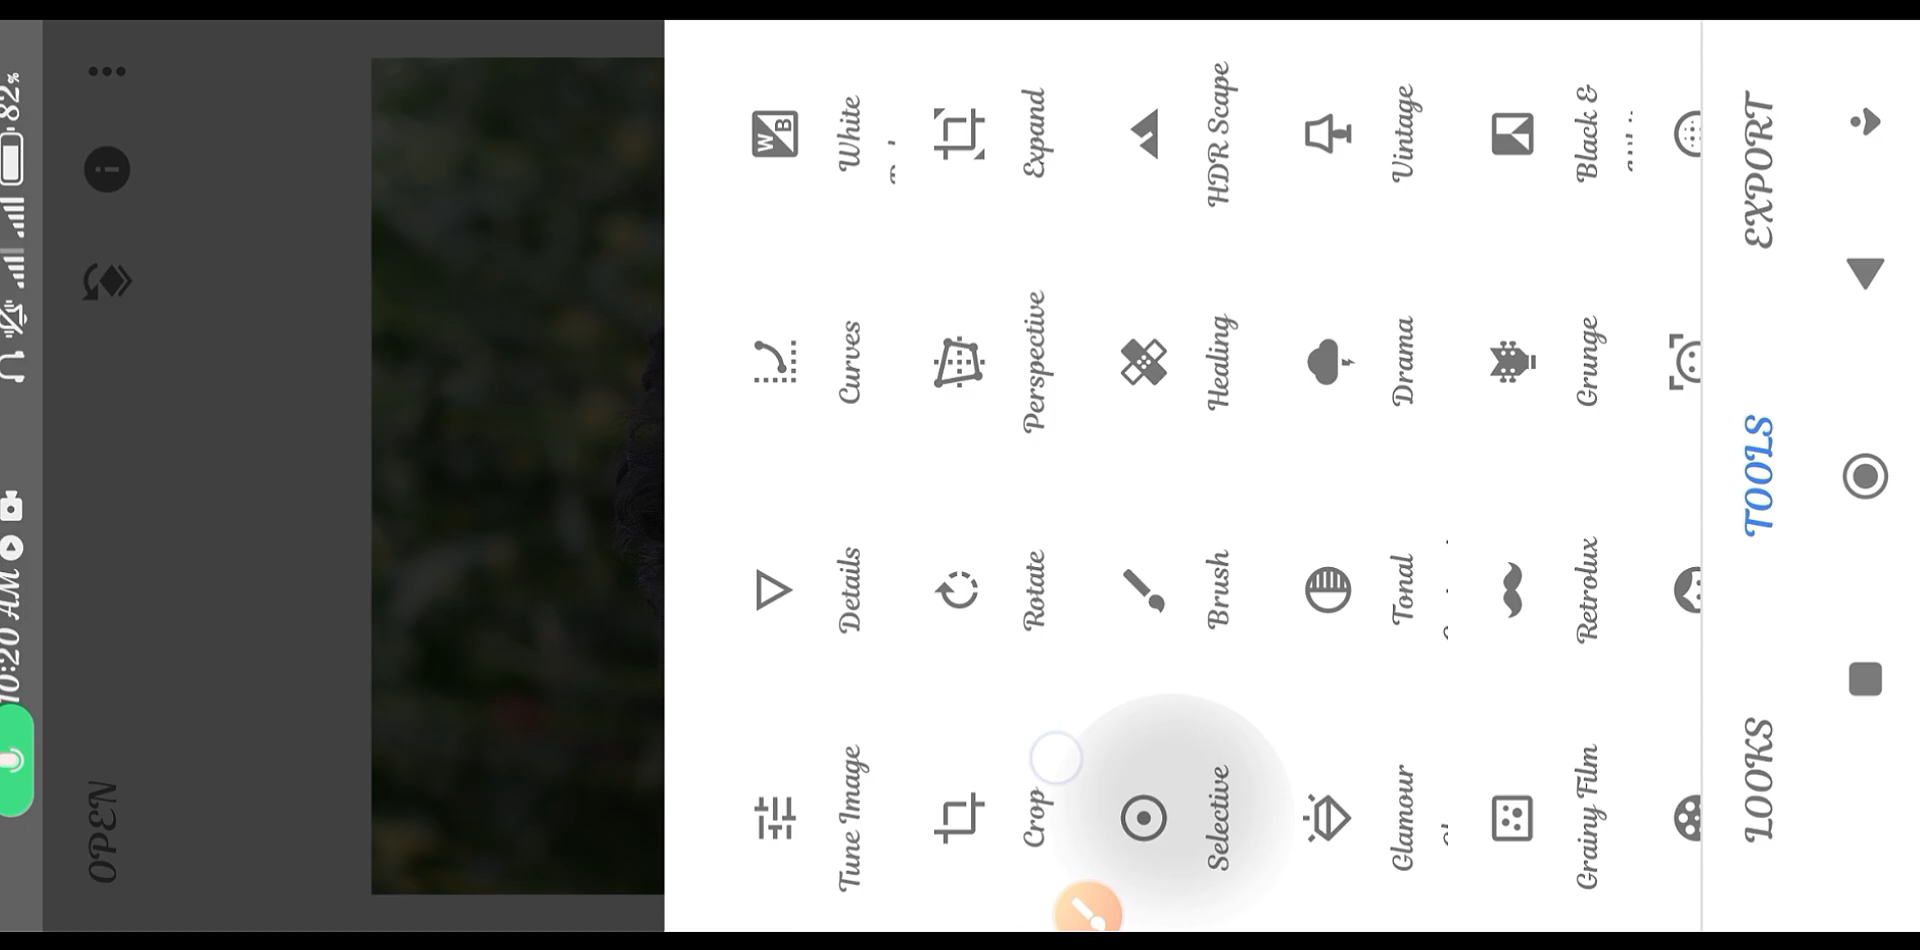 10:20 AM
82%
OPEN
Tune Image
Details
Curves
White
Crop
Rotate
Perspective
Expand
Selective
Brush
Healing
HDR Scape
Glamour
Tonal
Drama
Vintage
Grainy Film
Retrolux
Grunge
Black &
LOOKS
TOOLS
EXPORT